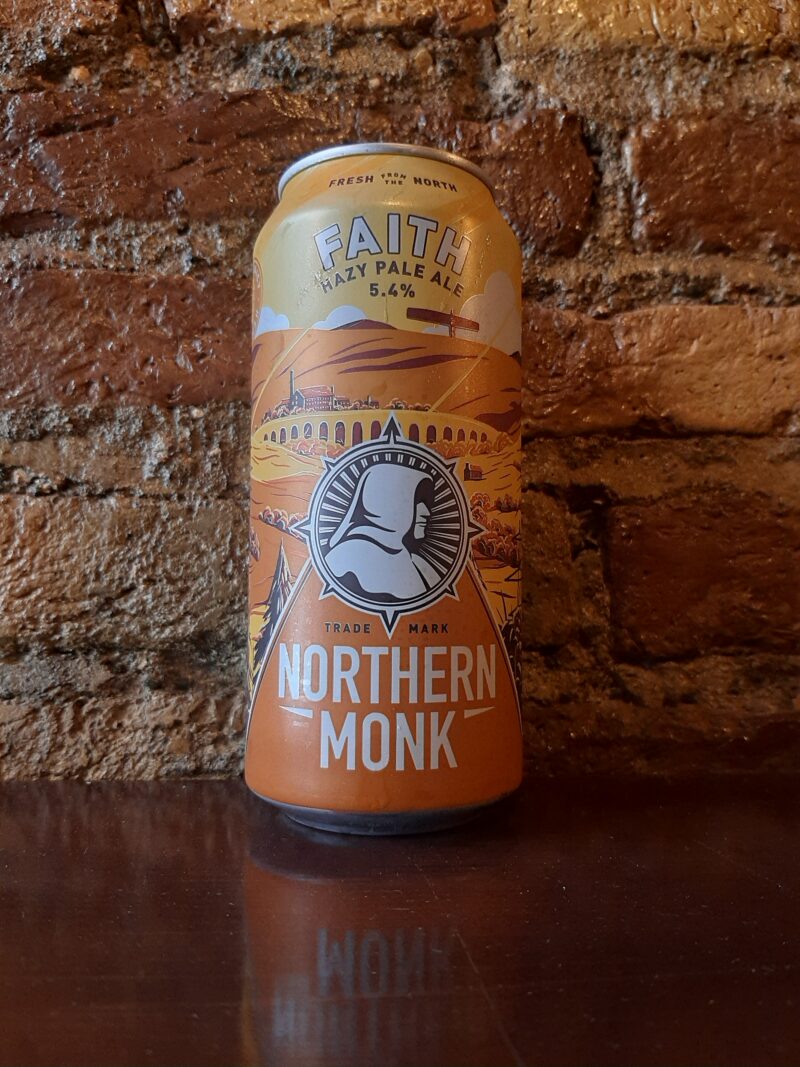 FRESH FROM THE NORTH
FAITH
HAZY PALE ALE
5.4%
TRADE MARK
NORTHERN
MONK